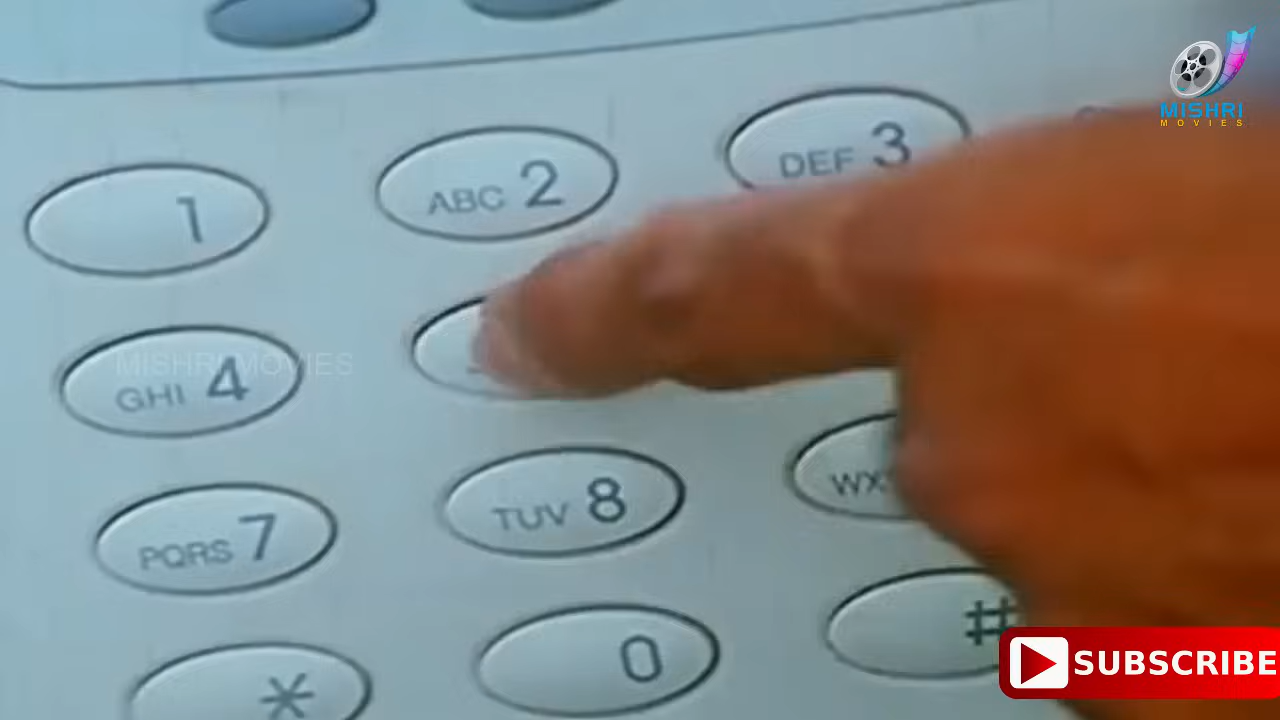 MISHRI
MOVIES
1
ABC 2
DEF 3
GHI 4
MISHRI MOVIES
PQRS 7
TUV 8
*
0
#
SUBSCRIBE